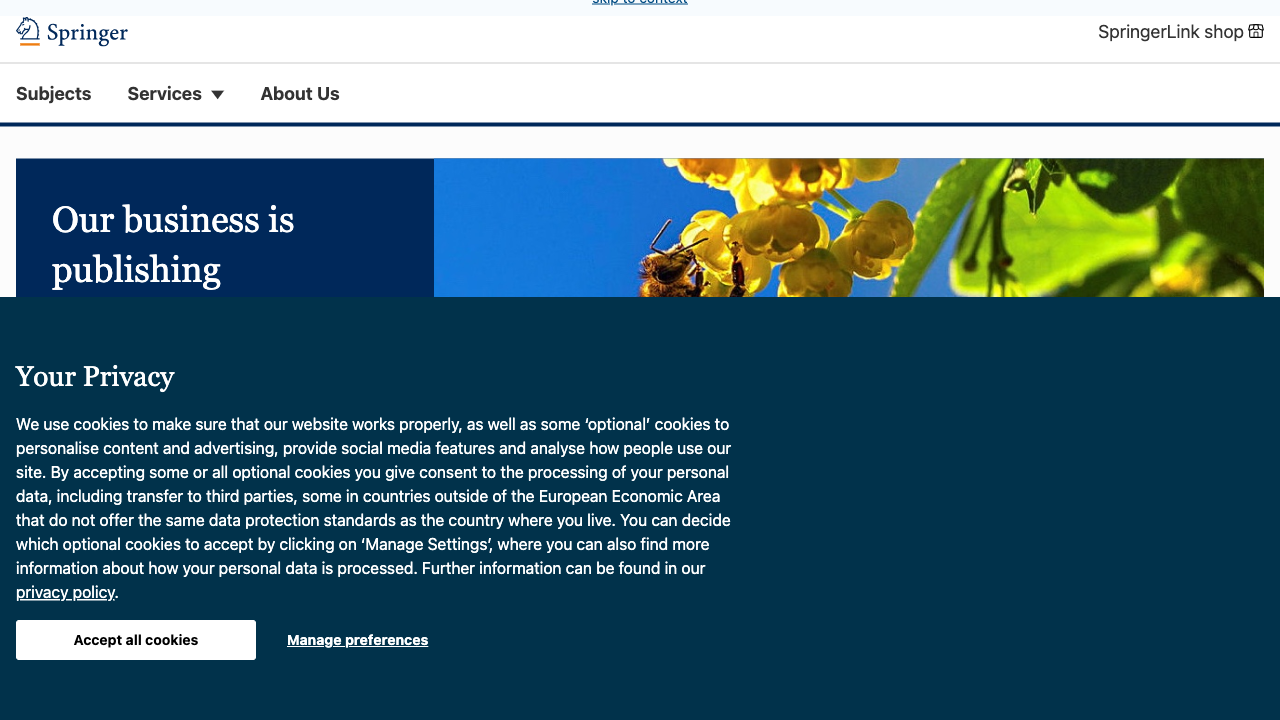 skip to context
Springer
SpringerLink shop
Subjects
Services
About Us
Our business is
publishing
Your Privacy
We use cookies to make sure that our website works properly, as well as some ‘optional’ cookies to
personalise content and advertising, provide social media features and analyse how people use our
site. By accepting some or all optional cookies you give consent to the processing of your personal
data, including transfer to third parties, some in countries outside of the European Economic Area
that do not offer the same data protection standards as the country where you live. You can decide
which optional cookies to accept by clicking on ‘Manage Settings’, where you can also find more
information about how your personal data is processed. Further information can be found in our
privacy policy.
Accept all cookies
Manage preferences